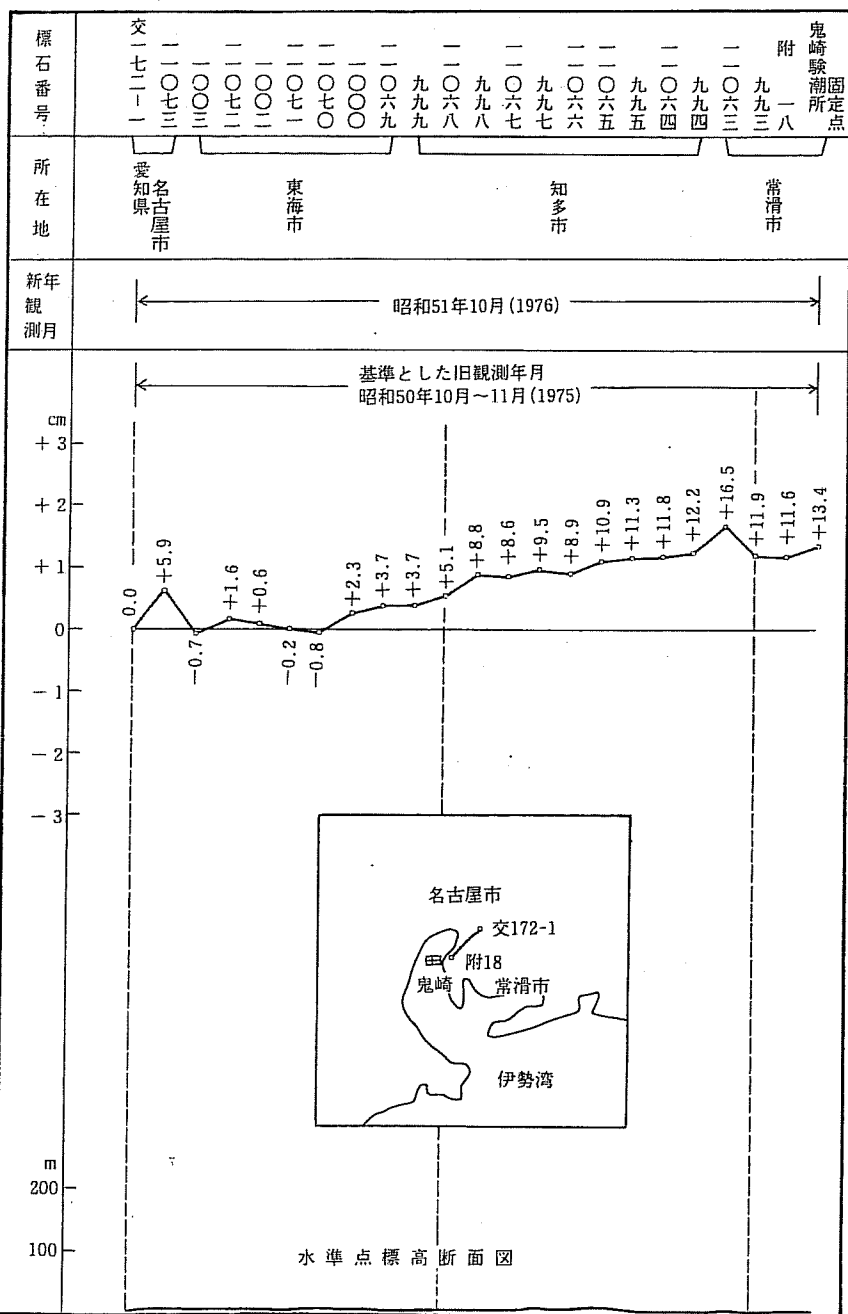 標石番号
交一七二―一
一一〇七三
一〇〇三
一一〇七二
一〇〇二
一一〇七一
一一〇七〇
一〇〇〇
一一〇六九
九九九
一一〇六八
九九八
一一〇六七
九九七
一一〇六六
一一〇六五
九九五
一一〇六四
九九四
一一〇六三
九九三
附 一八
鬼崎験潮所
固定点
所在地
愛知県
名古屋市
東海市
知多市
常滑市
新年
観
測月
昭和51年10月(1976)
基準とした旧観測年月
昭和50年10月~11月(1975)
cm
+3
+2
+1
0
-1
-2
-3
0.0
+5.9
-0.7
+1.6
+0.6
-0.2
-0.8
+2.3
+3.7
+3.7
+5.1
+8.8
+8.6
+9.5
+8.9
+10.9
+11.3
+11.8
+12.2
+16.5
+11.9
+11.6
+13.4
名古屋市
交172-1
附18
鬼崎
常滑市
伊勢湾
m
200
100
水準点標高断面図